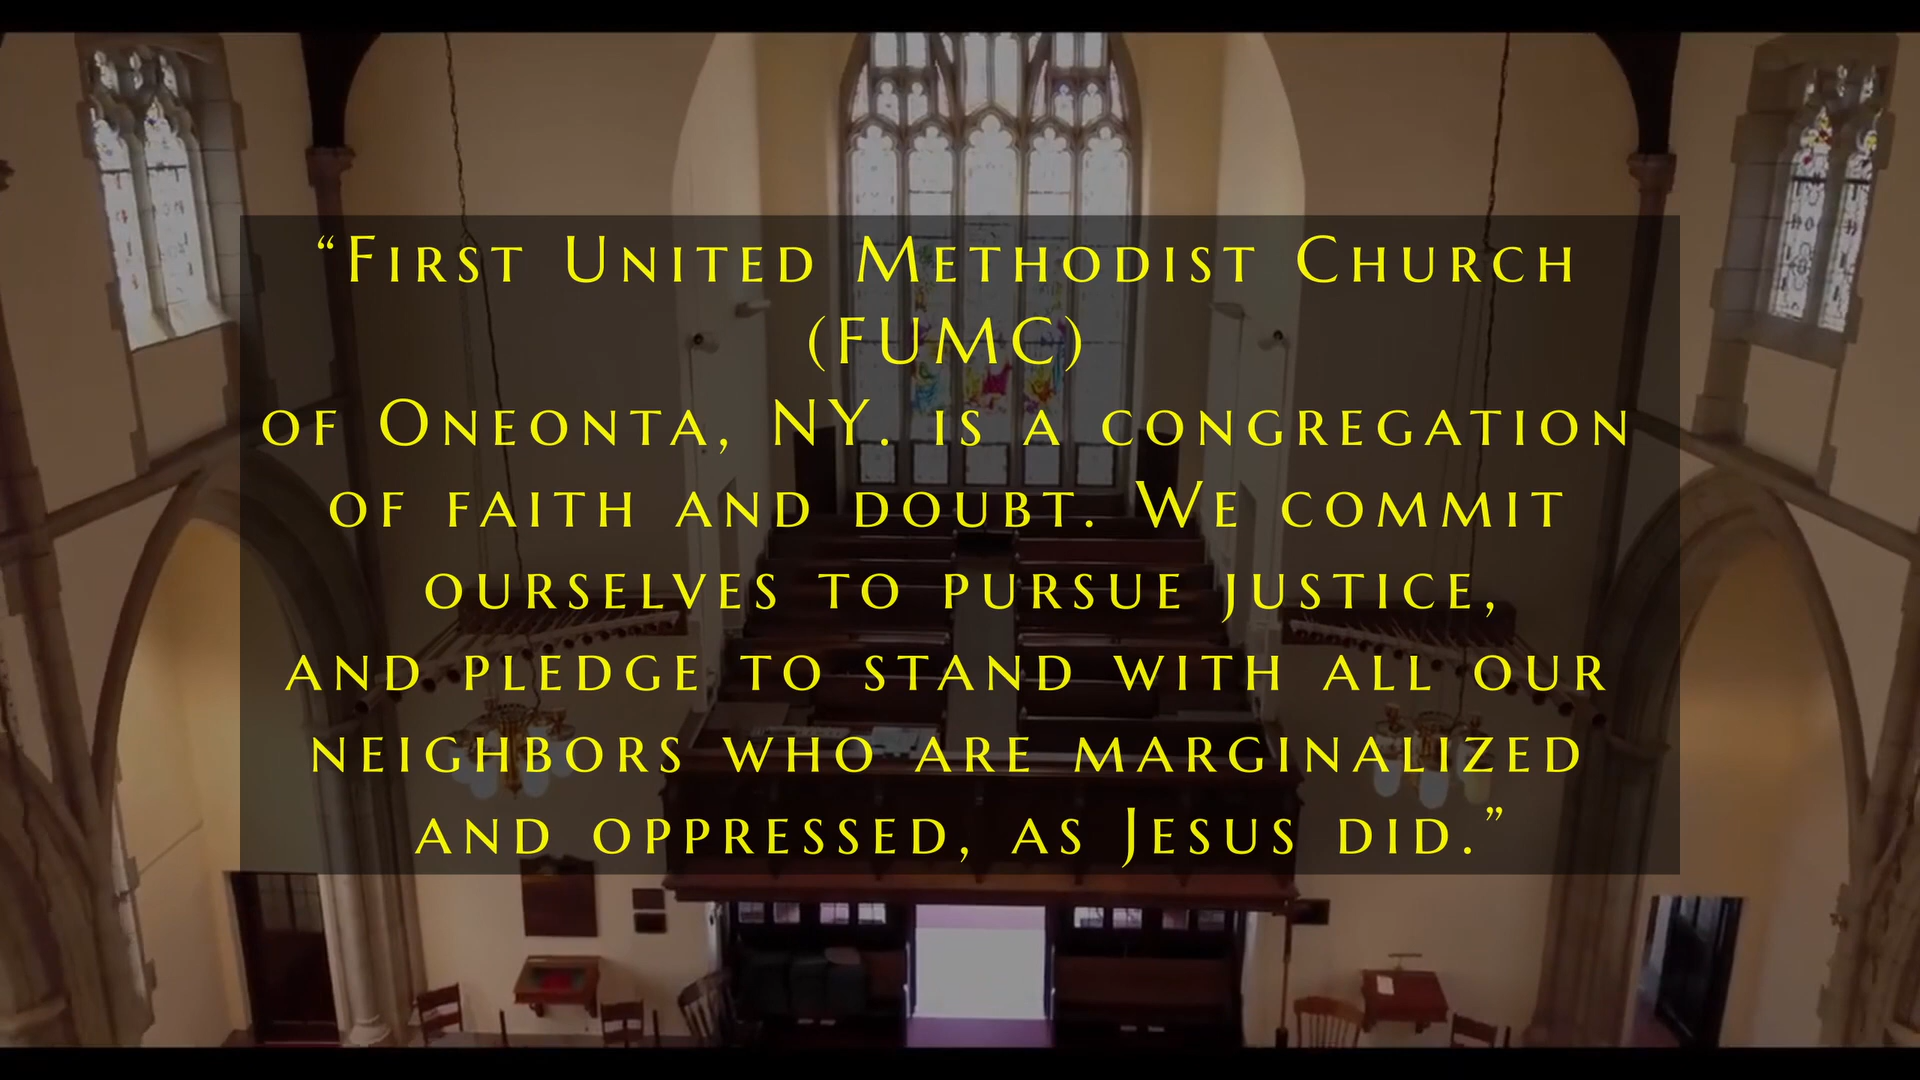 “First United Methodist Church
(FUMC)
of Oneonta, NY. is a congregation
of faith and doubt. We commit
ourselves to pursue justice,
and pledge to stand with all our
neighbors who are marginalized
and oppressed, as Jesus did.”